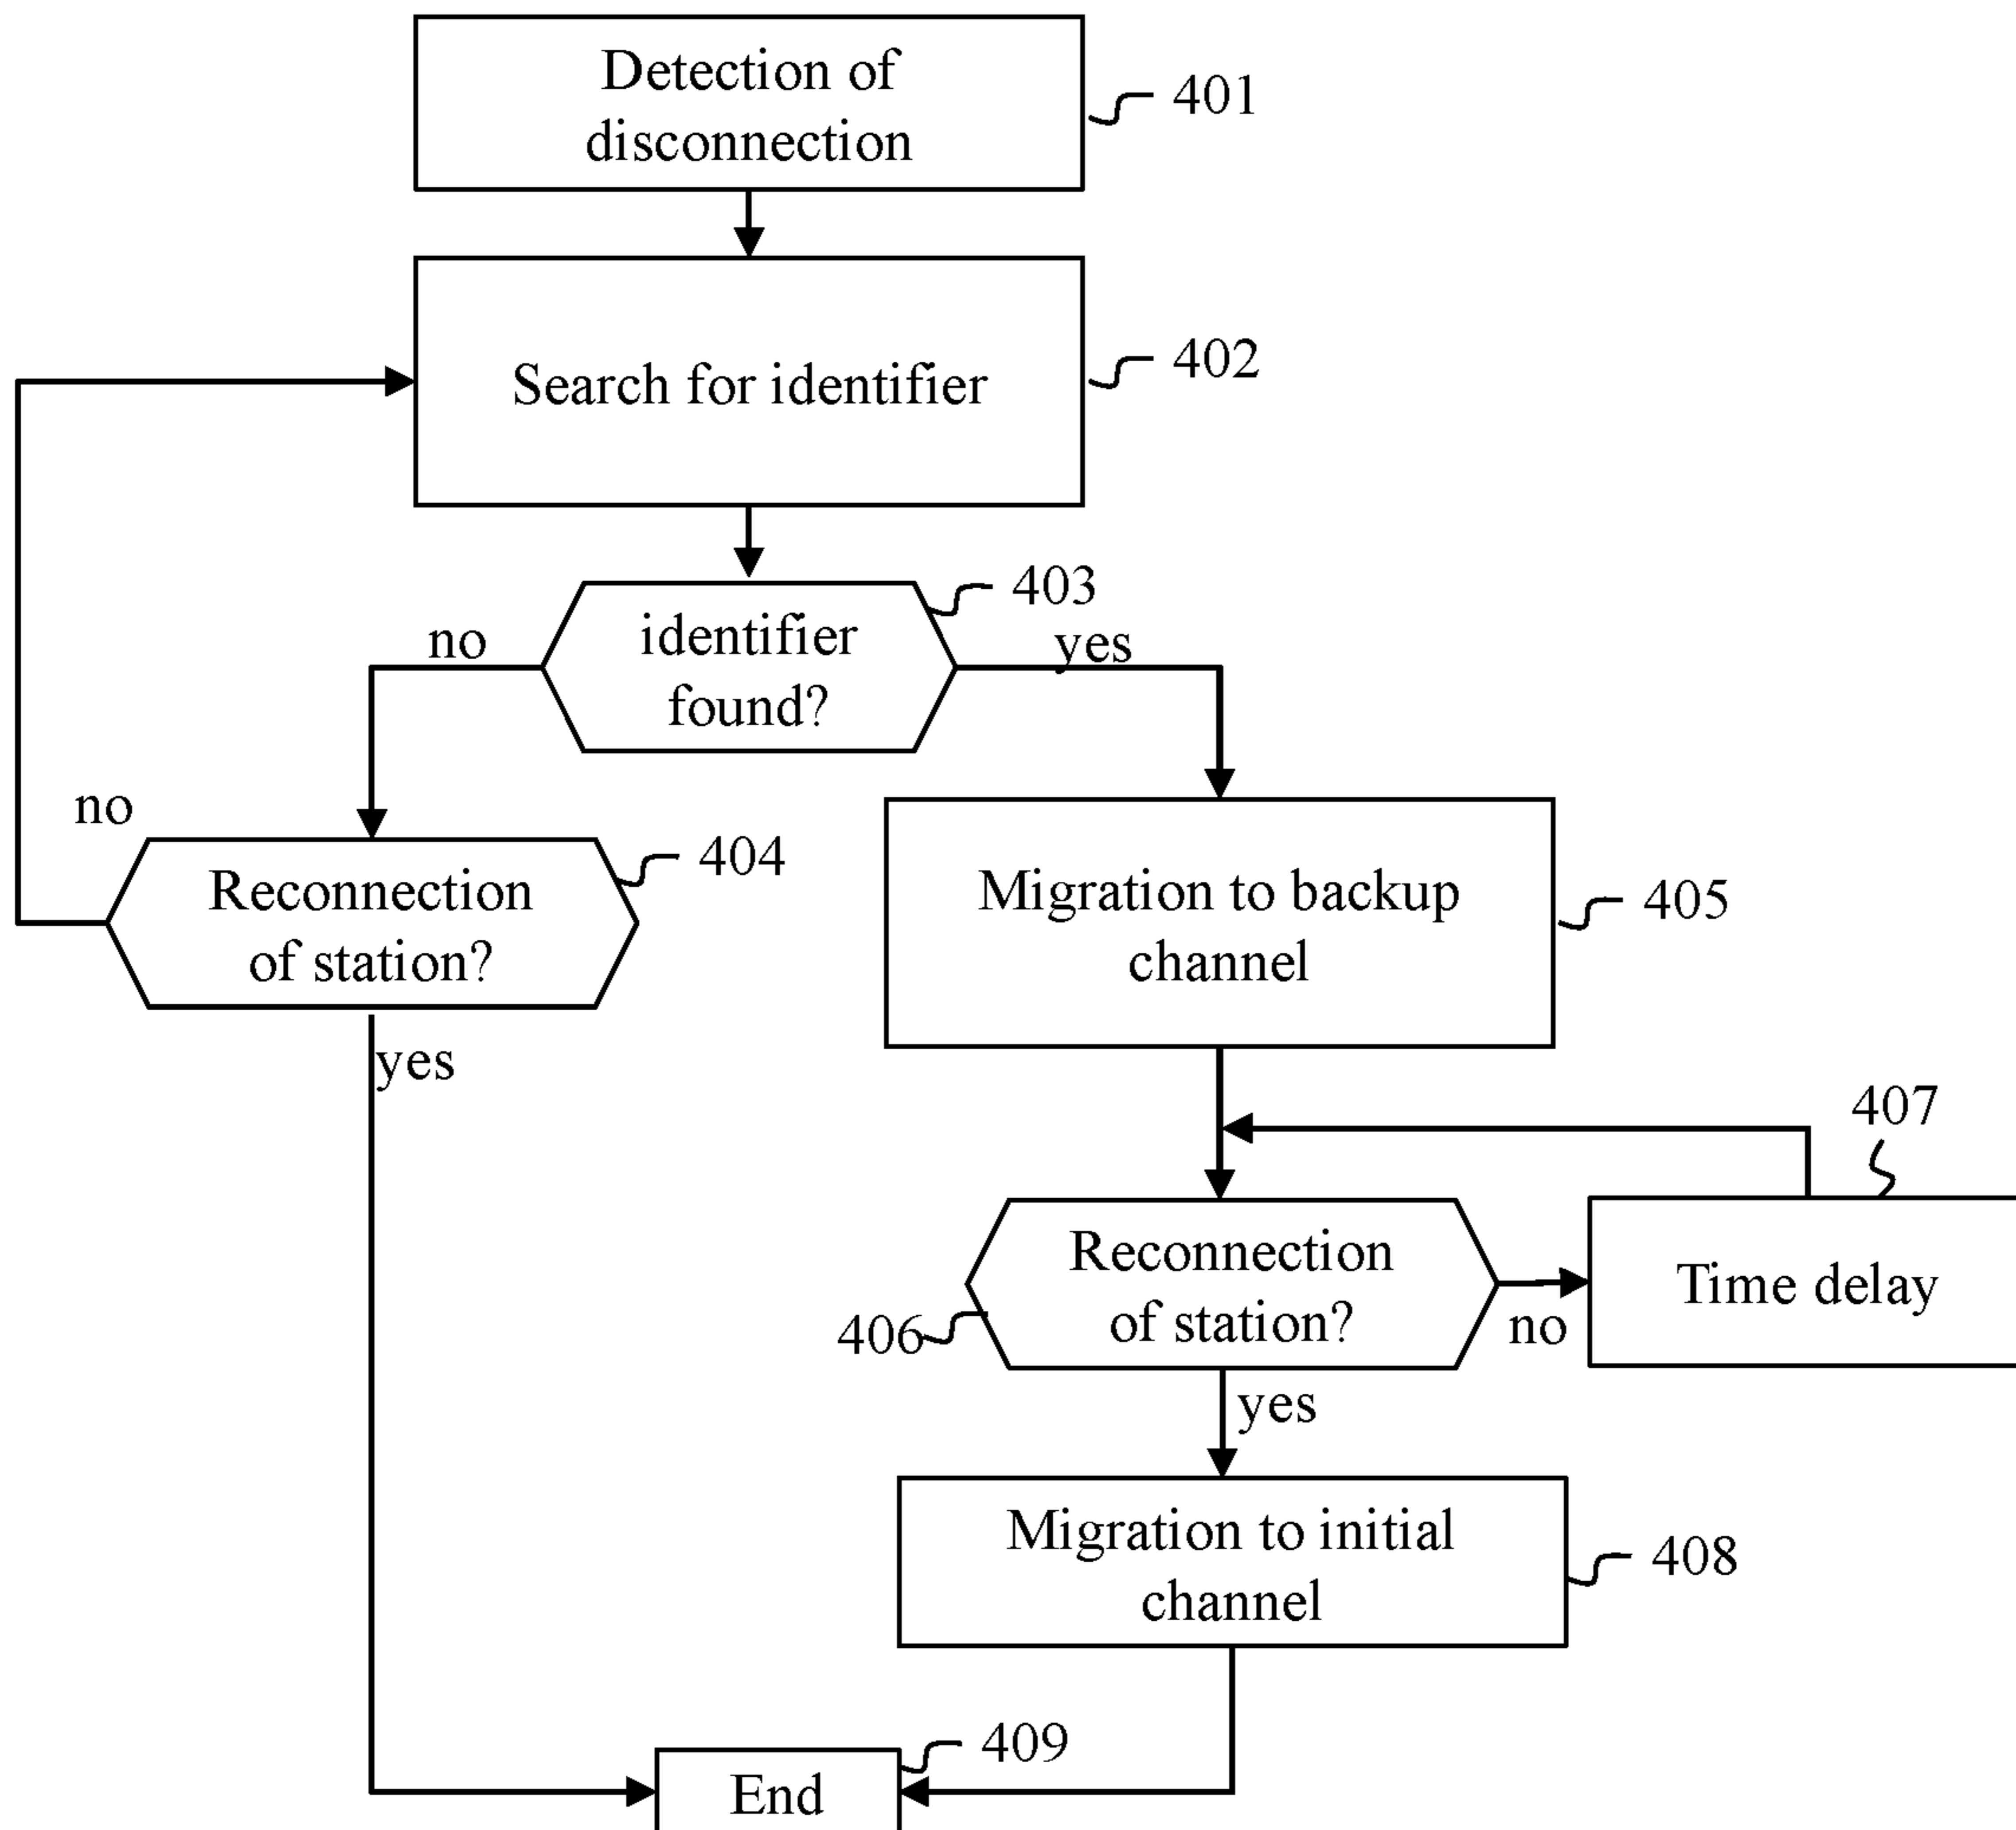 Detection of
disconnection
401
Search for identifier
402
403
identifier
found?
no
yes
no
404
Reconnection
of station?
Migration to backup
channel
405
yes
407
Reconnection
of station?
406
no
Time delay
yes
Migration to initial
channel
408
409
End